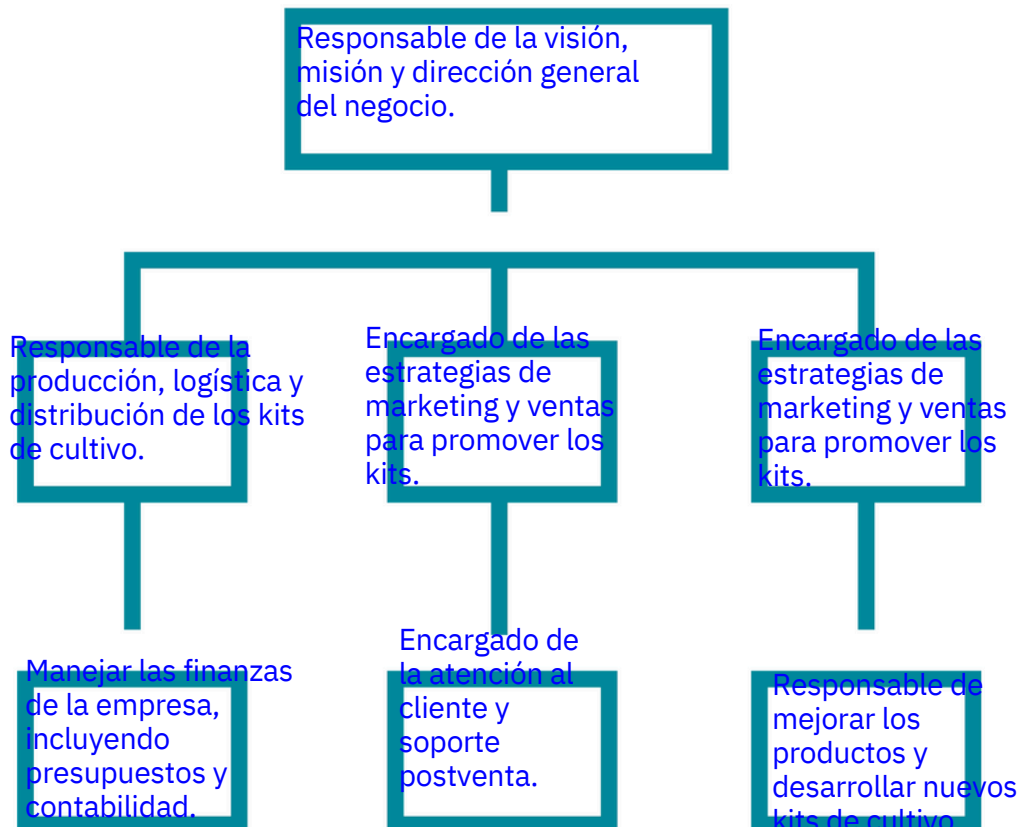 Responsable de la visión,
misión y dirección general
del negocio.
Responsable de la
producción, logística y
distribución de los kits
de cultivo.
Encargado de las
estrategias de
marketing y ventas
para promover los
kits.
Encargado de las
estrategias de
marketing y ventas
para promover los
kits.
Manejar las finanzas
de la empresa,
incluyendo
presupuestos y
contabilidad.
Encargado de
la atención al
cliente y
soporte
postventa.
Responsable de
mejorar los
productos y
desarrollar nuevos
kits de cultivo